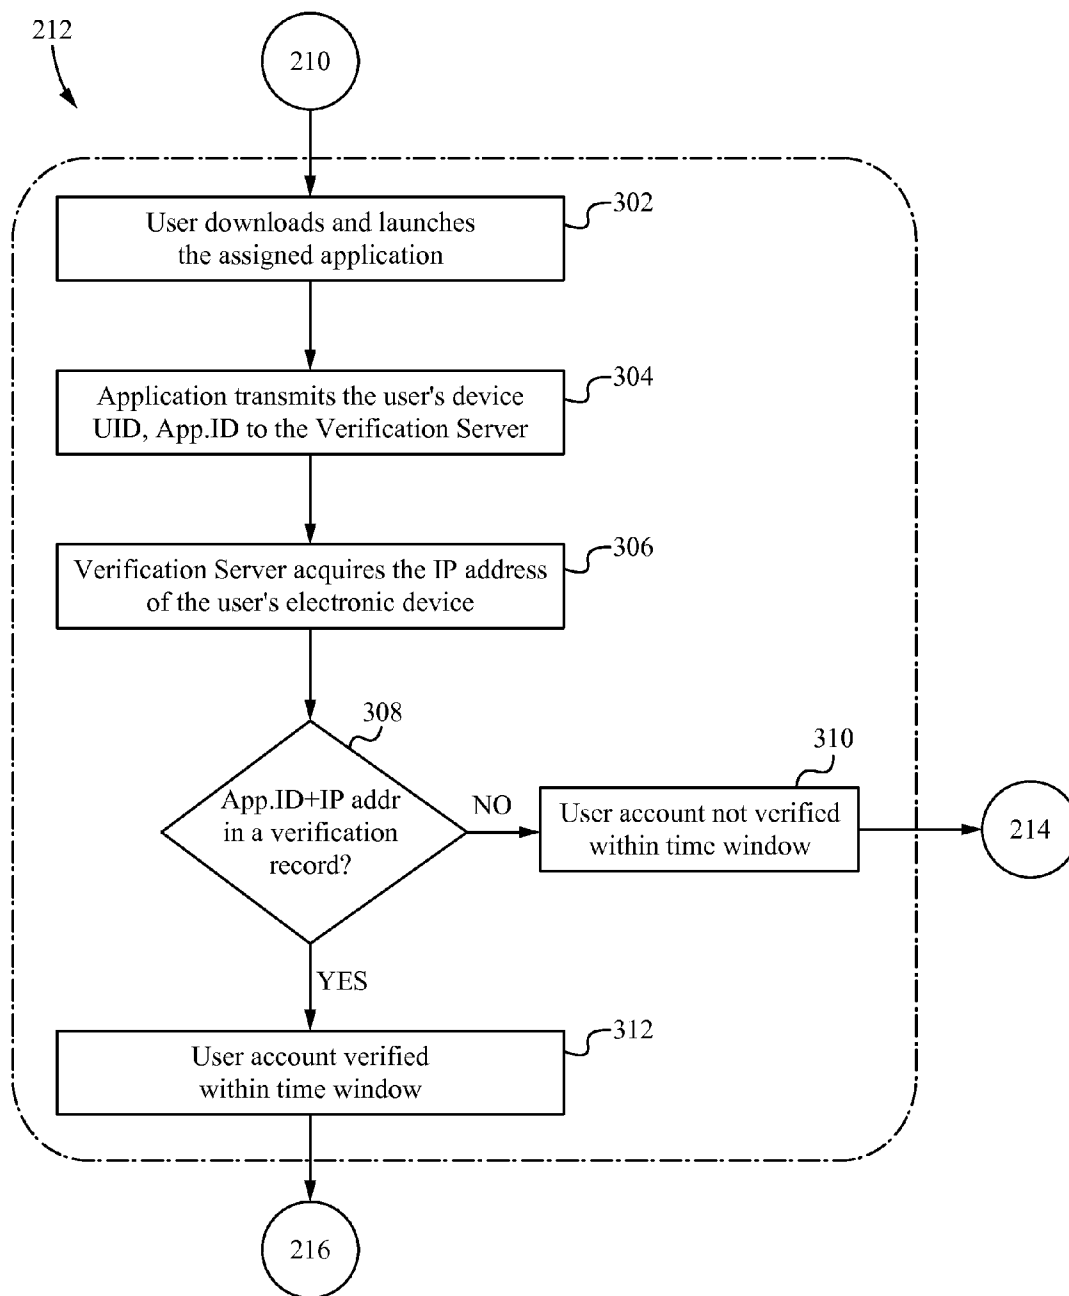 212
210
302
User downloads and launches
the assigned application
304
Application transmits the user's device
UID, App.ID to the Verification Server
306
Verification Server acquires the IP address
of the user's electronic device
308
App.ID+IP addr
in a verification
record?
NO
310
User account not verified
within time window
214
YES
312
User account verified
within time window
216